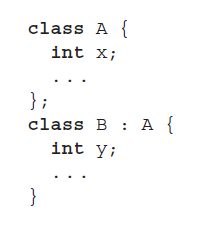 class A {
  int x;
  ...
};
class B : A {
  int y;
  ...
}